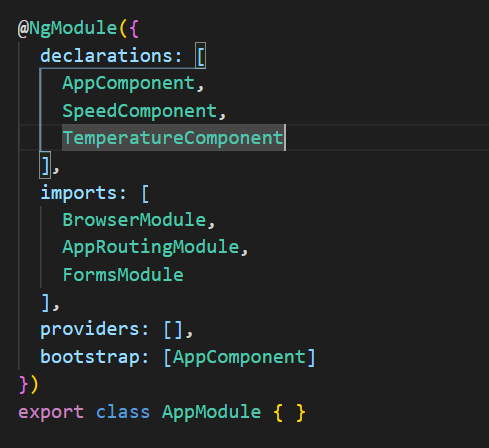 @NgModule({
  declarations: [
    AppComponent,
    SpeedComponent,
    TemperatureComponent
  ],
  imports: [
    BrowserModule,
    AppRoutingModule,
    FormsModule
  ],
  providers: [],
  bootstrap: [AppComponent]
})
export class AppModule { }